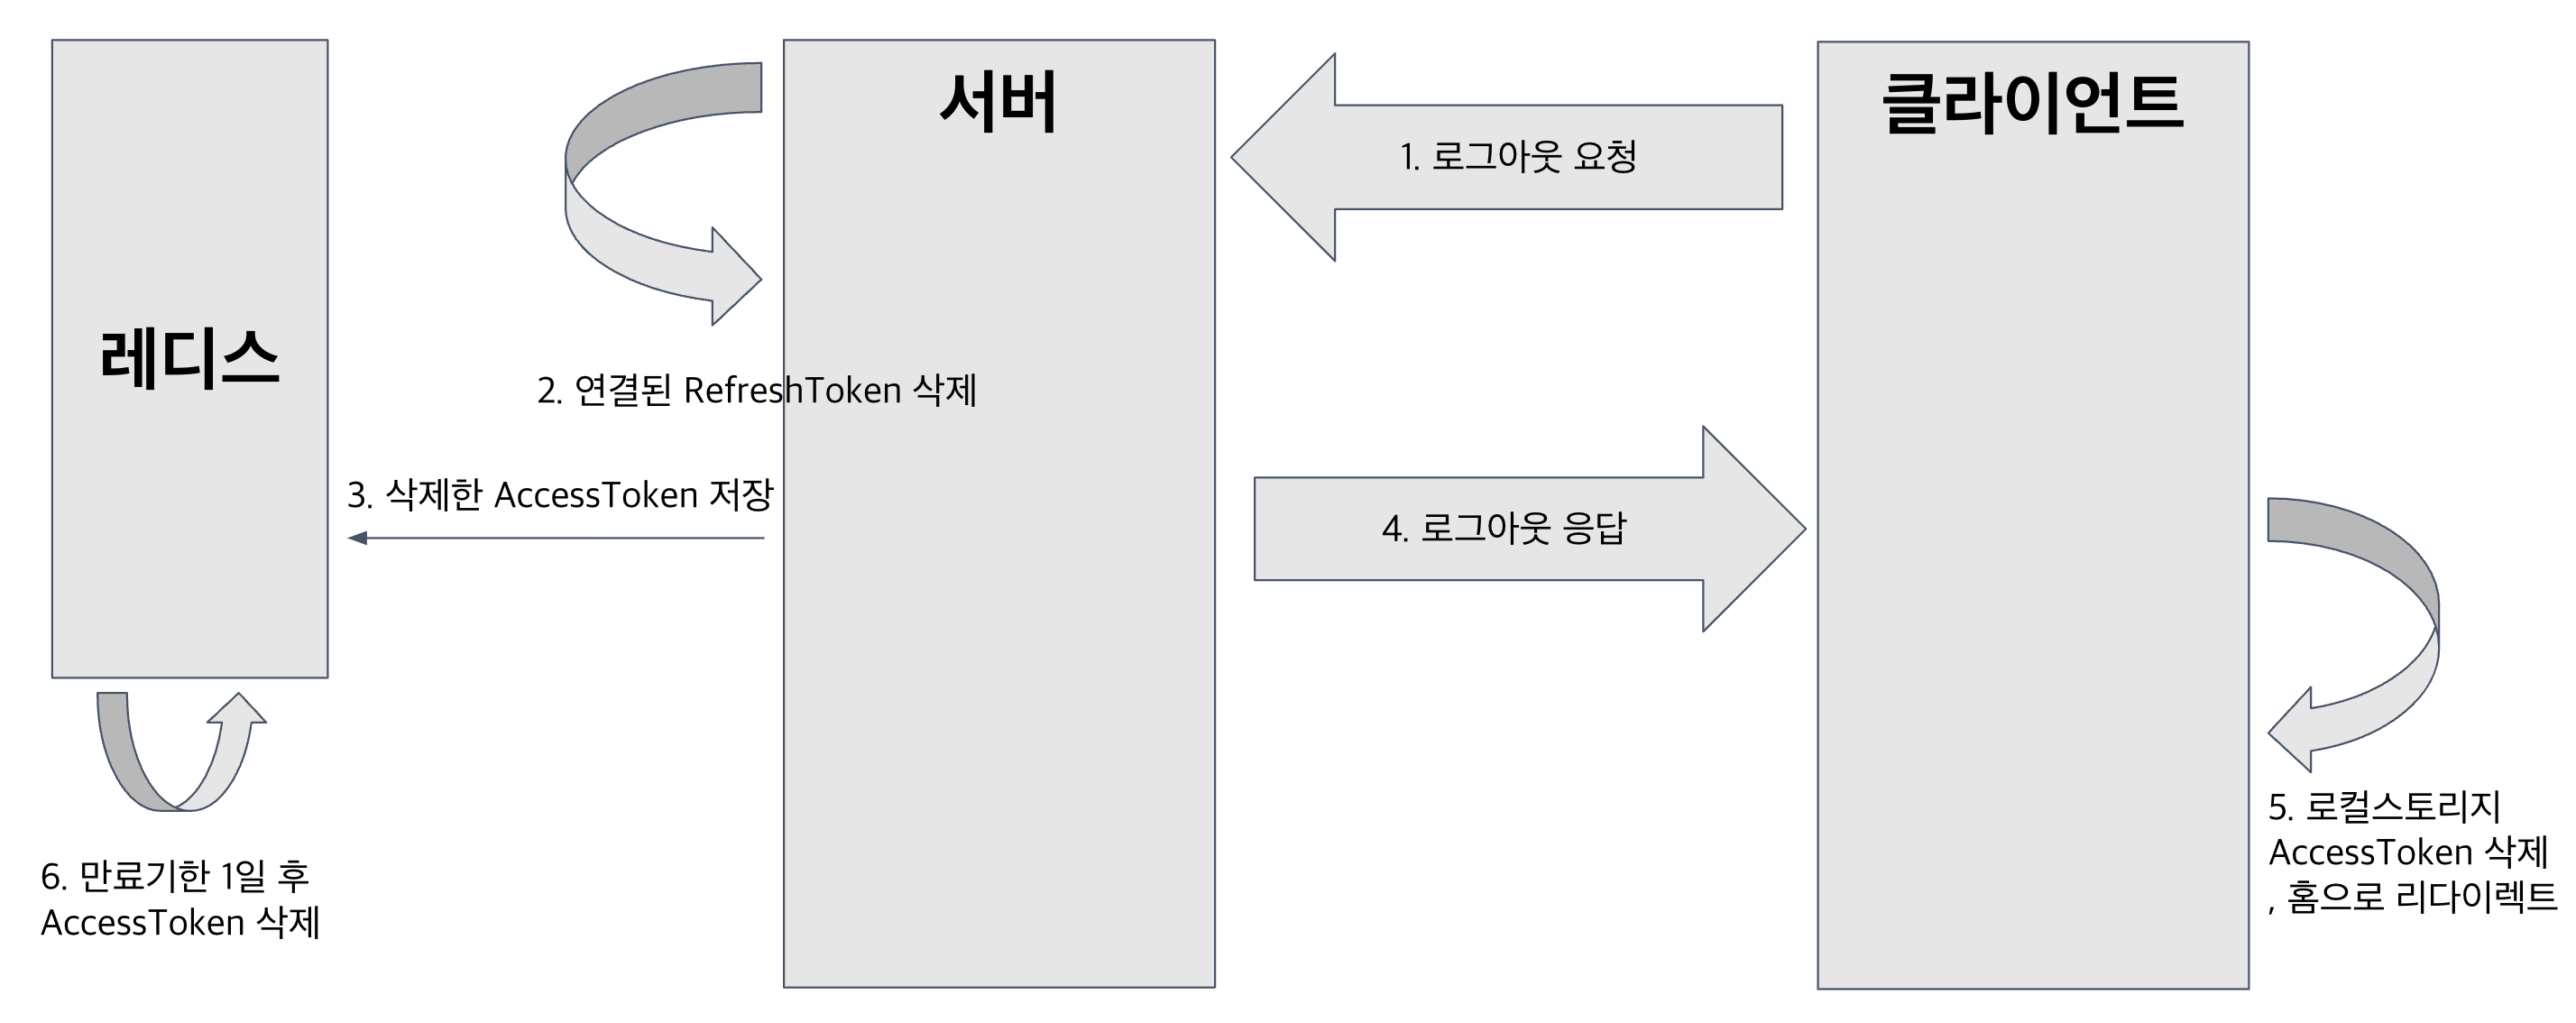 레디스
서버
클라이언트
1. 로그아웃 요청
2. 연결된 RefreshToken 삭제
3. 삭제한 AccessToken 저장
4. 로그아웃 응답
5. 로컬스토리지
AccessToken 삭제
, 홈으로 리다이렉트
6. 만료기한 1일 후
AccessToken 삭제